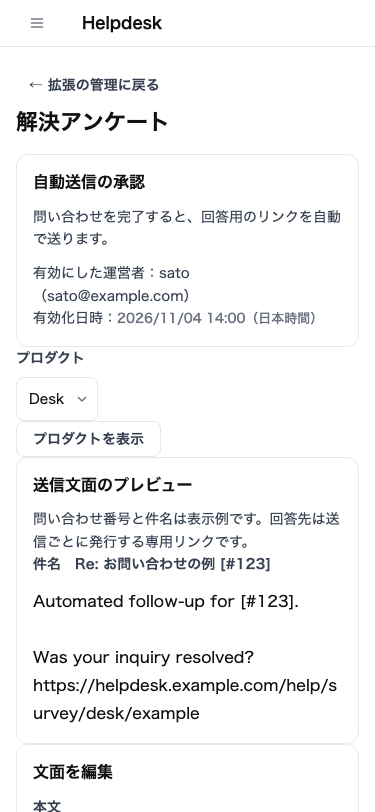 Helpdesk
← 拡張の管理に戻る
解決アンケート
自動送信の承認
問い合わせを完了すると、回答用のリンクを自動
で送ります。
有効にした運営者：sato
（sato@example.com）
有効化日時：2026/11/04 14:00（日本時間）
プロダクト
Desk
プロダクトを表示
送信文面のプレビュー
問い合わせ番号と件名は表示例です。回答先は送
信ごとに発行する専用リンクです。
件名　Re: お問い合わせの例 [#123]
Automated follow-up for [#123].
Was your inquiry resolved?
https://helpdesk.example.com/help/s
urvey/desk/example
文面を編集
本文